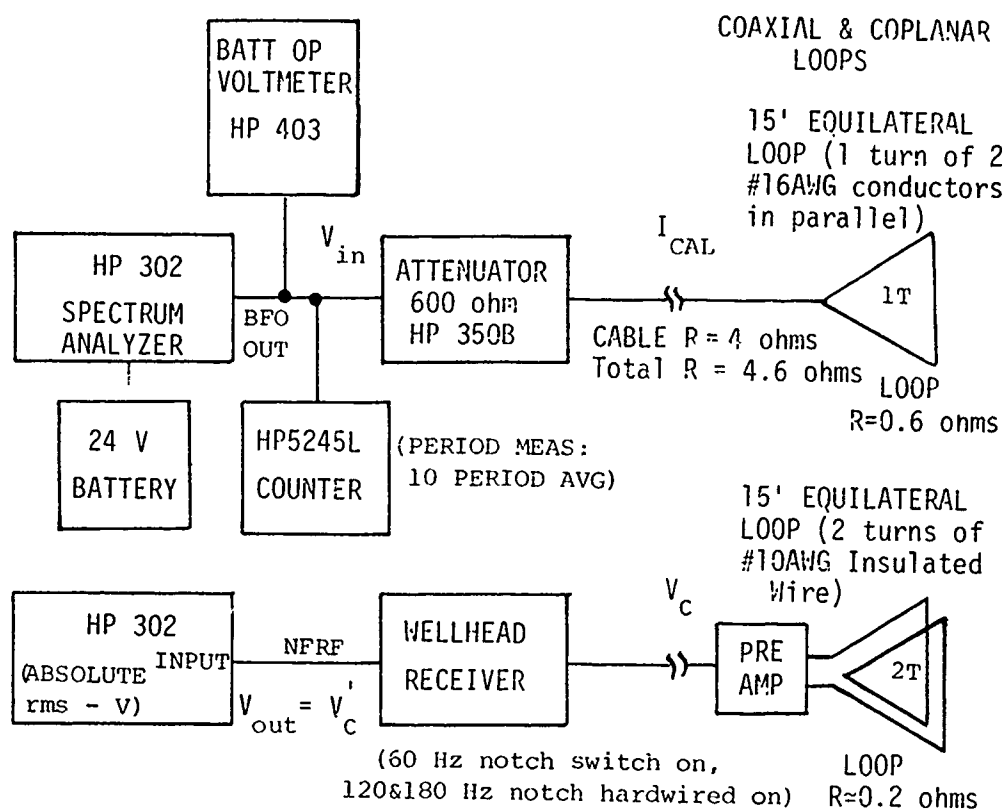 COAXIAL & COPLANAR
LOOPS
BATT OP
VOLTMETER
HP 403
15' EQUILATERAL
LOOP (1 turn of 2
#16AWG conductors
in parallel)
HP 302
SPECTRUM
ANALYZER
BFO
OUT
V in
ATTENUATOR
600 ohm
HP 350B
I CAL
CABLE R = 4 ohms
Total R = 4.6 ohms
1T
LOOP
R=0.6 ohms
24 V
BATTERY
HP5245L
COUNTER
(PERIOD MEAS:
10 PERIOD AVG)
15' EQUILATERAL
LOOP (2 turns of
#10AWG Insulated
Wire)
HP 302
(ABSOLUTE
rms - V)
INPUT
NFRF
V out = V'c
WELLHEAD
RECEIVER
V C
PRE
AMP
2T
(60 Hz notch switch on,
120&180 Hz notch hardwired on)
LOOP
R≈0.2 ohms